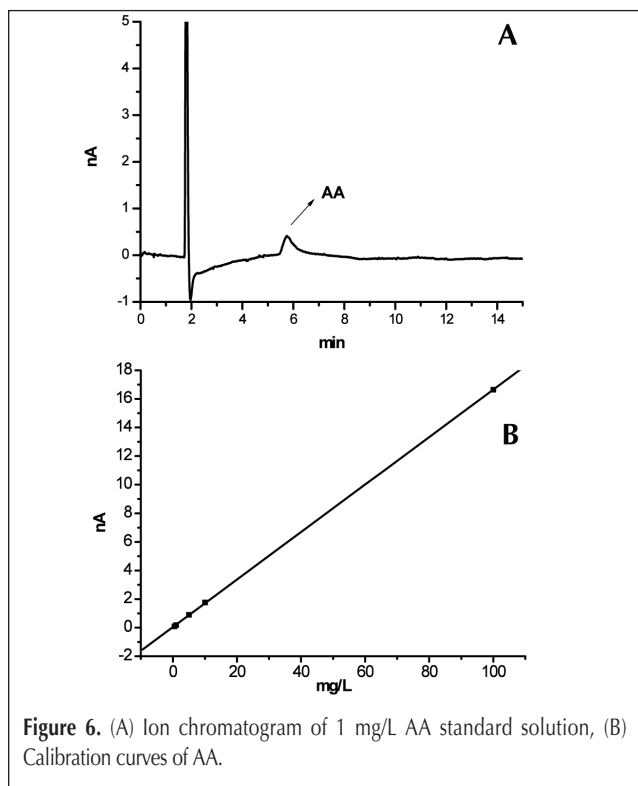 A
5
4
3
2
1
0
-1
nA
AA
0 2 4 6 8 10 12 14
min
B
18
16
14
12
10
8
6
4
2
0
-2
nA
0 20 40 60 80 100
mg/L
Figure 6. (A) Ion chromatogram of 1 mg/L AA standard solution, (B)
Calibration curves of AA.